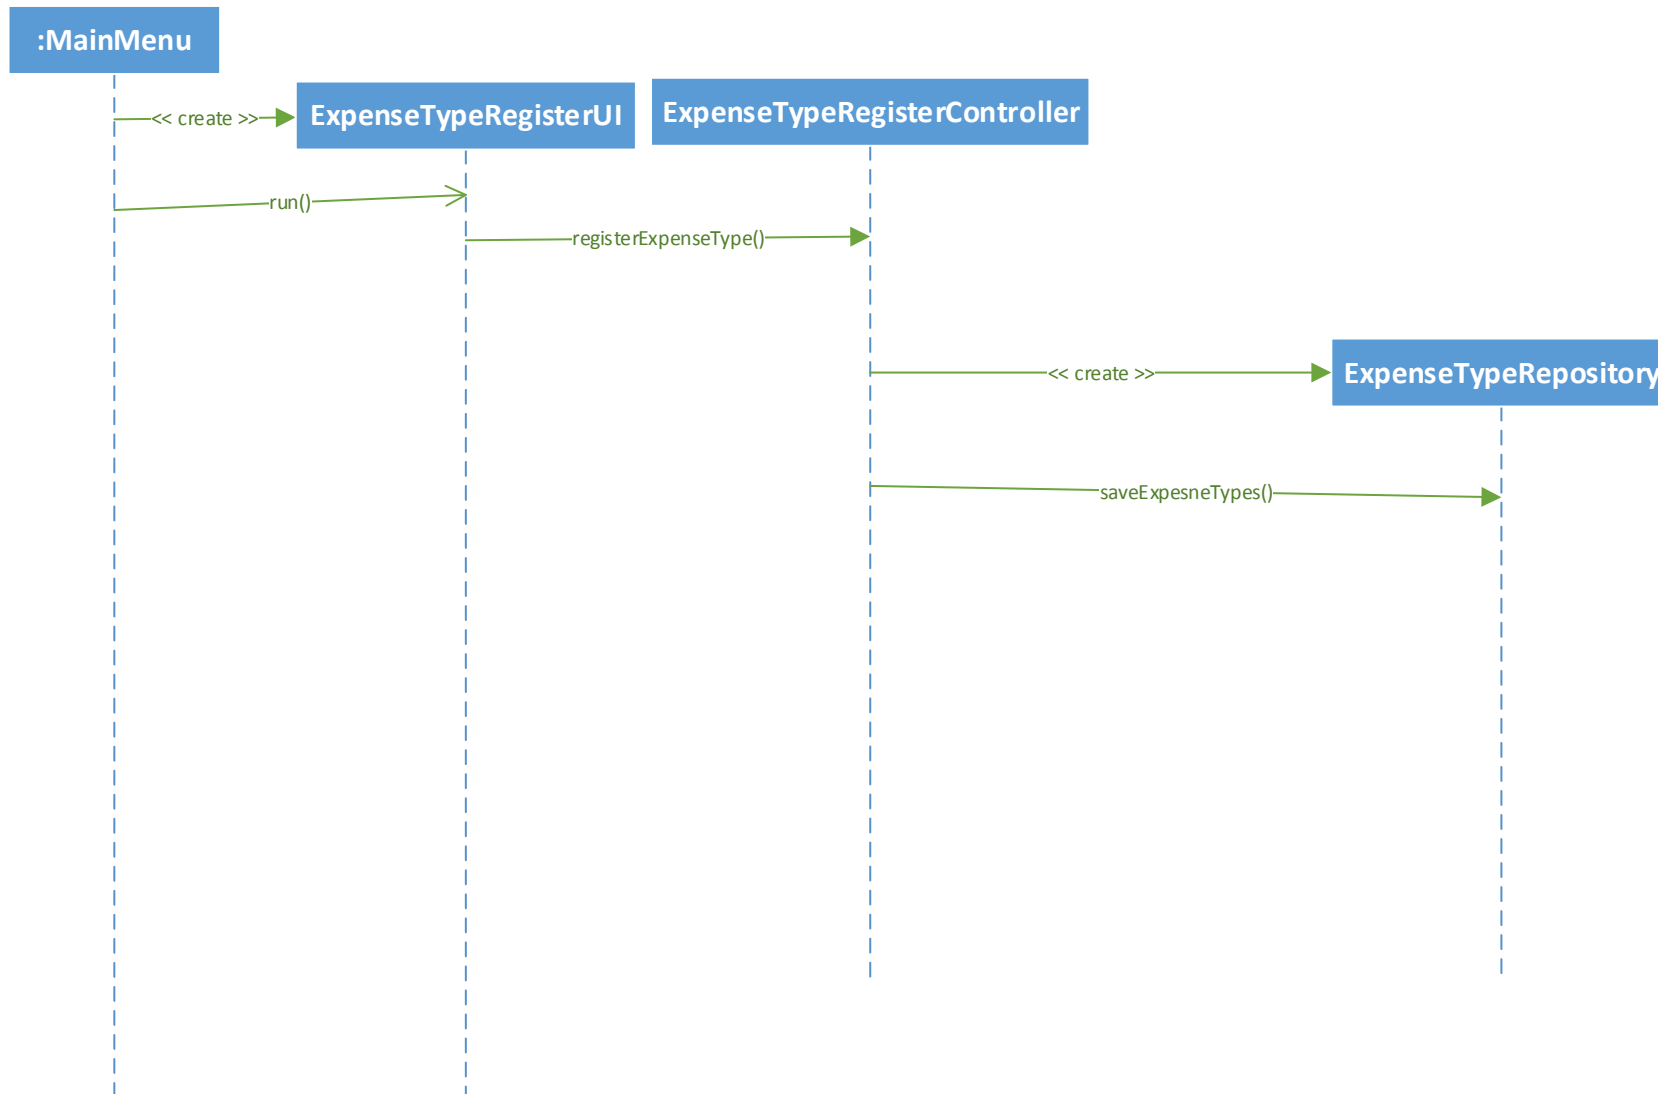 :MainMenu
<< create >>
ExpenseTypeRegisterUI
ExpenseTypeRegisterController
run()
registerExpenseType()
<< create >>
ExpenseTypeRepository
saveExpesneTypes()